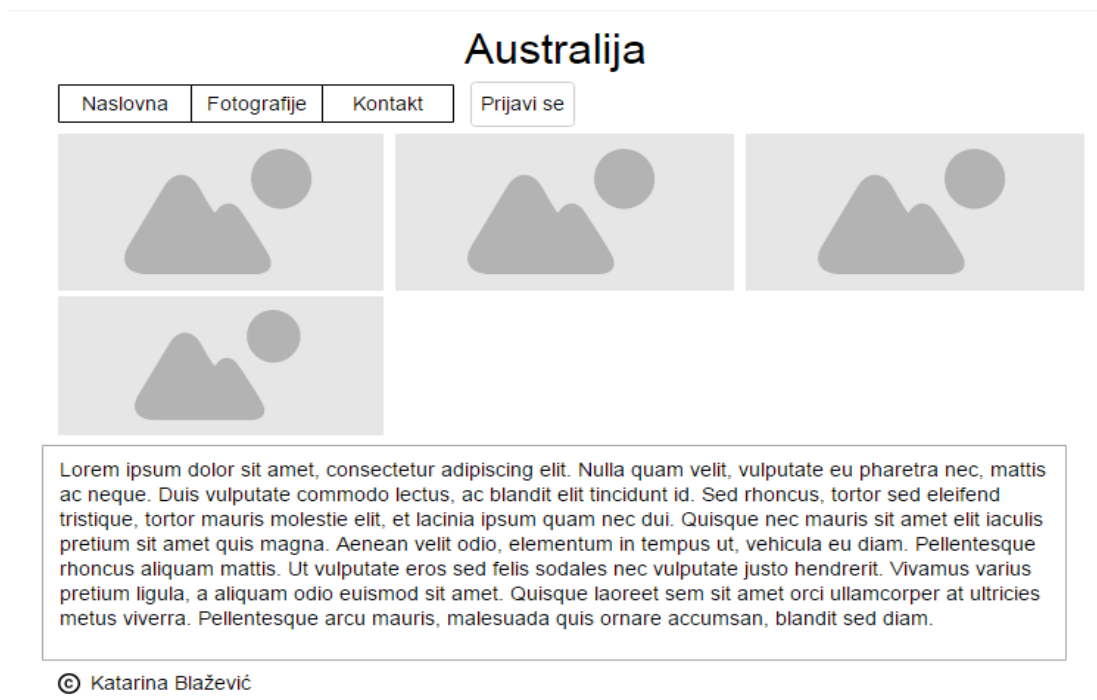 Australija
Naslovna Fotografije Kontakt Prijavi se
Lorem ipsum dolor sit amet, consectetur adipiscing elit. Nulla quam velit, vulputate eu pharetra nec, mattis
ac neque. Duis vulputate commodo lectus, ac blandit elit tincidunt id. Sed rhoncus, tortor sed eleifend
tristique, tortor mauris molestie elit, et lacinia ipsum quam nec dui. Quisque nec mauris sit amet elit iaculis
pretium sit amet quis magna. Aenean velit odio, elementum in tempus ut, vehicula eu diam. Pellentesque
rhoncus aliquam mattis. Ut vulputate eros sed felis sodales nec vulputate justo hendrerit. Vivamus varius
pretium ligula, a aliquam odio euismod sit amet. Quisque laoreet sem sit amet orci ullamcorper at ultricies
metus viverra. Pellentesque arcu mauris, malesuada quis ornare accumsan, blandit sed diam.
© Katarina Blažević